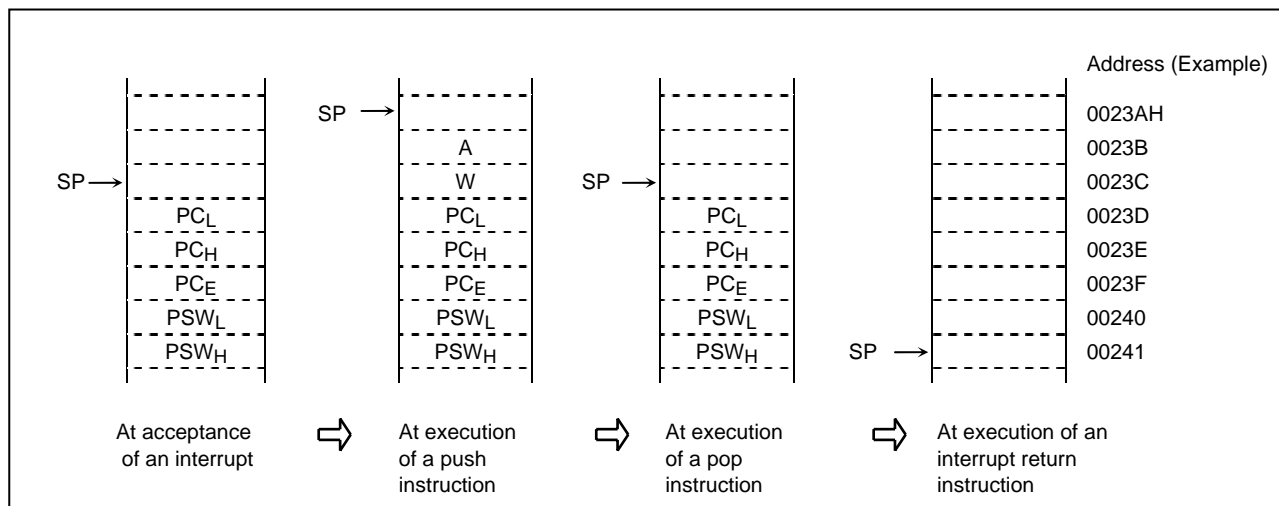 Address (Example)
SP
0023AH
A
0023B
SP
W
SP
0023C
PCL
PCL
PCL
0023D
PCH
PCH
PCH
0023E
PCE
PCE
PCE
0023F
PSWL
PSWL
PSWL
00240
PSWH
PSWH
PSWH
SP
00241
At acceptance
of an interrupt
At execution
of a push
instruction
At execution
of a pop
instruction
At execution of an
interrupt return
instruction